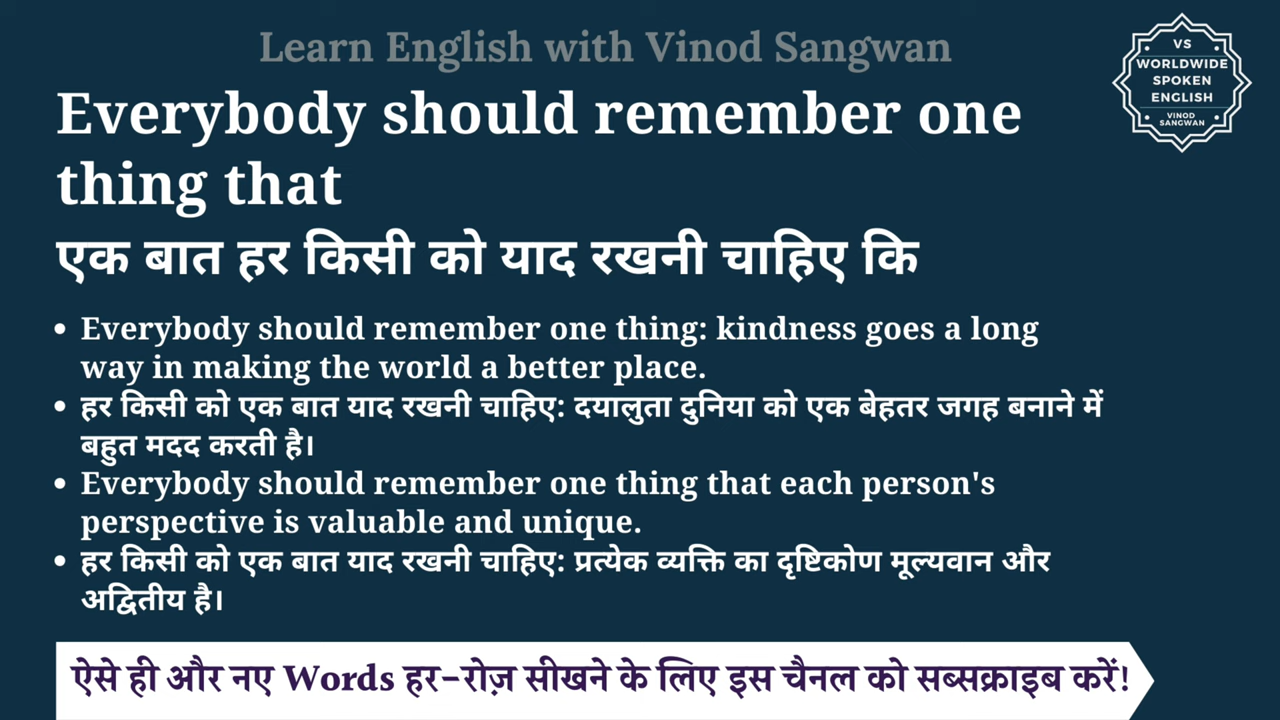 Learn English with Vinod Sangwan
VS
WORLDWIDE
SPOKEN
ENGLISH
VINOD
SANGWAN
Everybody should remember one
thing that
एक बात हर किसी को याद रखनी चाहिए कि
• Everybody should remember one thing: kindness goes a long
way in making the world a better place.
• हर किसी को एक बात याद रखनी चाहिए: दयालुता दुनिया को एक बेहतर जगह बनाने में
बहुत मदद करती है।
• Everybody should remember one thing that each person's
perspective is valuable and unique.
• हर किसी को एक बात याद रखनी चाहिए: प्रत्येक व्यक्ति का दृष्टिकोण मूल्यवान और
अद्वितीय है।
ऐसे ही और नए Words हर-रोज़ सीखने के लिए इस चैनल को सब्सक्राइब करें!